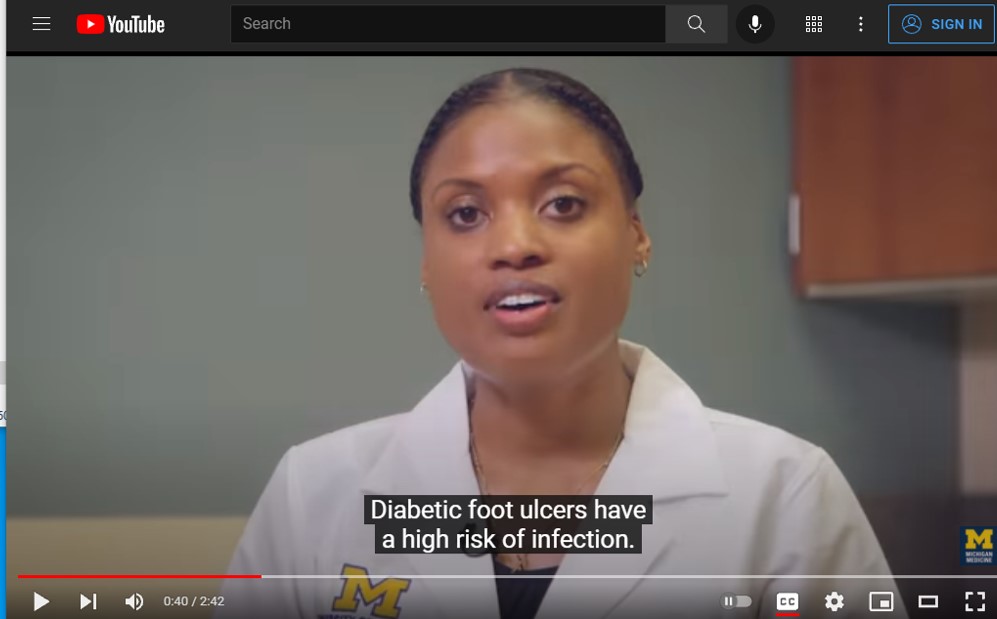 YouTube
Search
SIGN IN
Diabetic foot ulcers have
a high risk of infection.
M
MICHIGAN
MEDICINE
M
0:40 / 2:42
CC